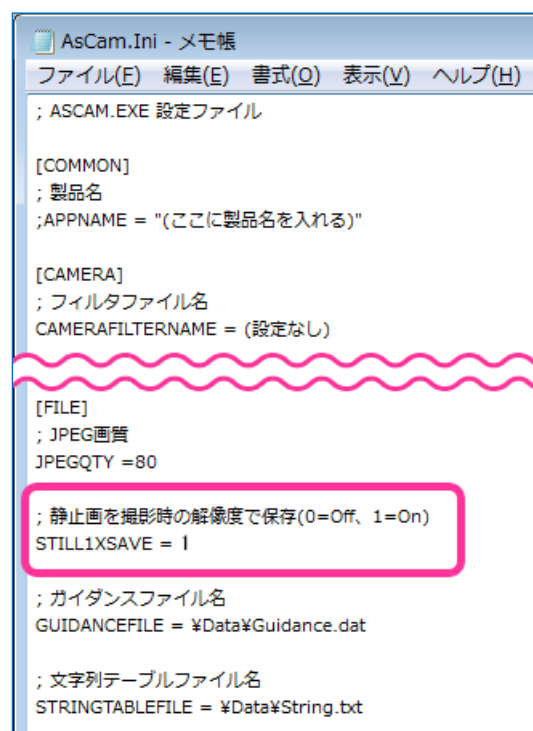 AsCam.Ini - メモ帳
ファイル(F) 編集(E) 書式(O) 表示(V) ヘルプ(H)
; ASCAM.EXE 設定ファイル
[COMMON]
; 製品名
;APPNAME = "(ここに製品名を入れる)"
[CAMERA]
; フィルタファイル名
CAMERAFILTERNAME = (設定なし)
[FILE]
; JPEG画質
JPEGQTY =80
; 静止画を撮影時の解像度で保存(0=Off、1=On)
STILL1XSAVE = 1
; ガイダンスファイル名
GUIDANCEFILE = ¥Data¥Guidance.dat
; 文字列テーブルファイル名
STRINGTABLEFILE = ¥Data¥String.txt